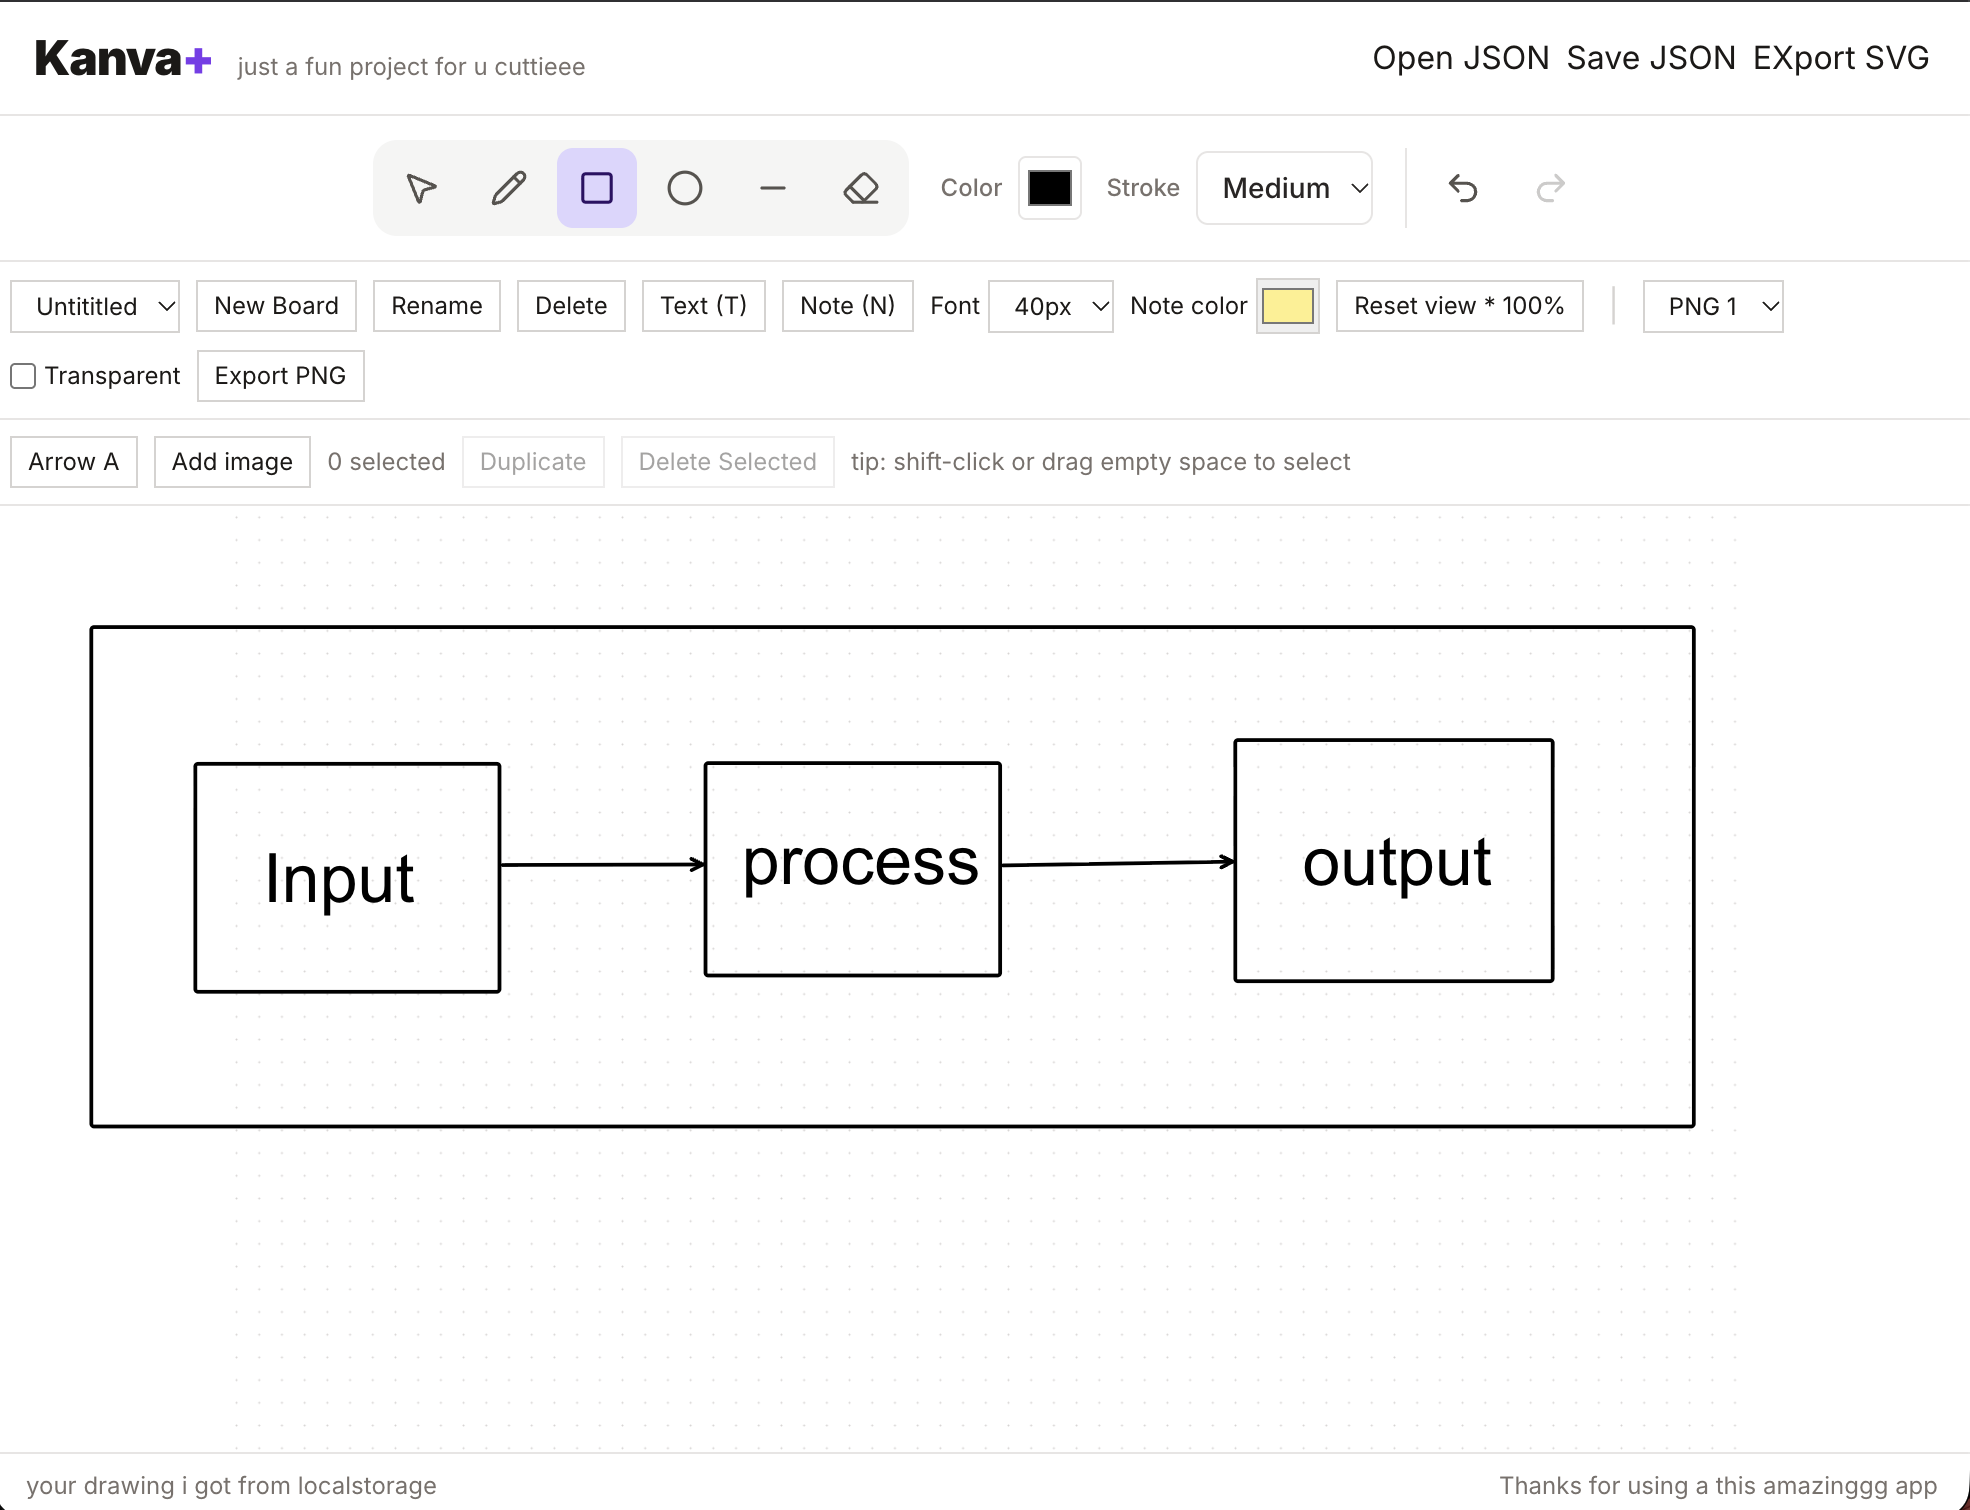 Kanva+ just a fun project for u cuttieee Open JSON Save JSON EXport SVG
Color Stroke Medium
Untititled New Board Rename Delete Text (T) Note (N) Font 40px Note color Reset view * 100% PNG 1
Transparent Export PNG
Arrow A Add image 0 selected Duplicate Delete Selected tip: shift-click or drag empty space to select
Input process output
your drawing i got from localstorage Thanks for using a this amazinggg app